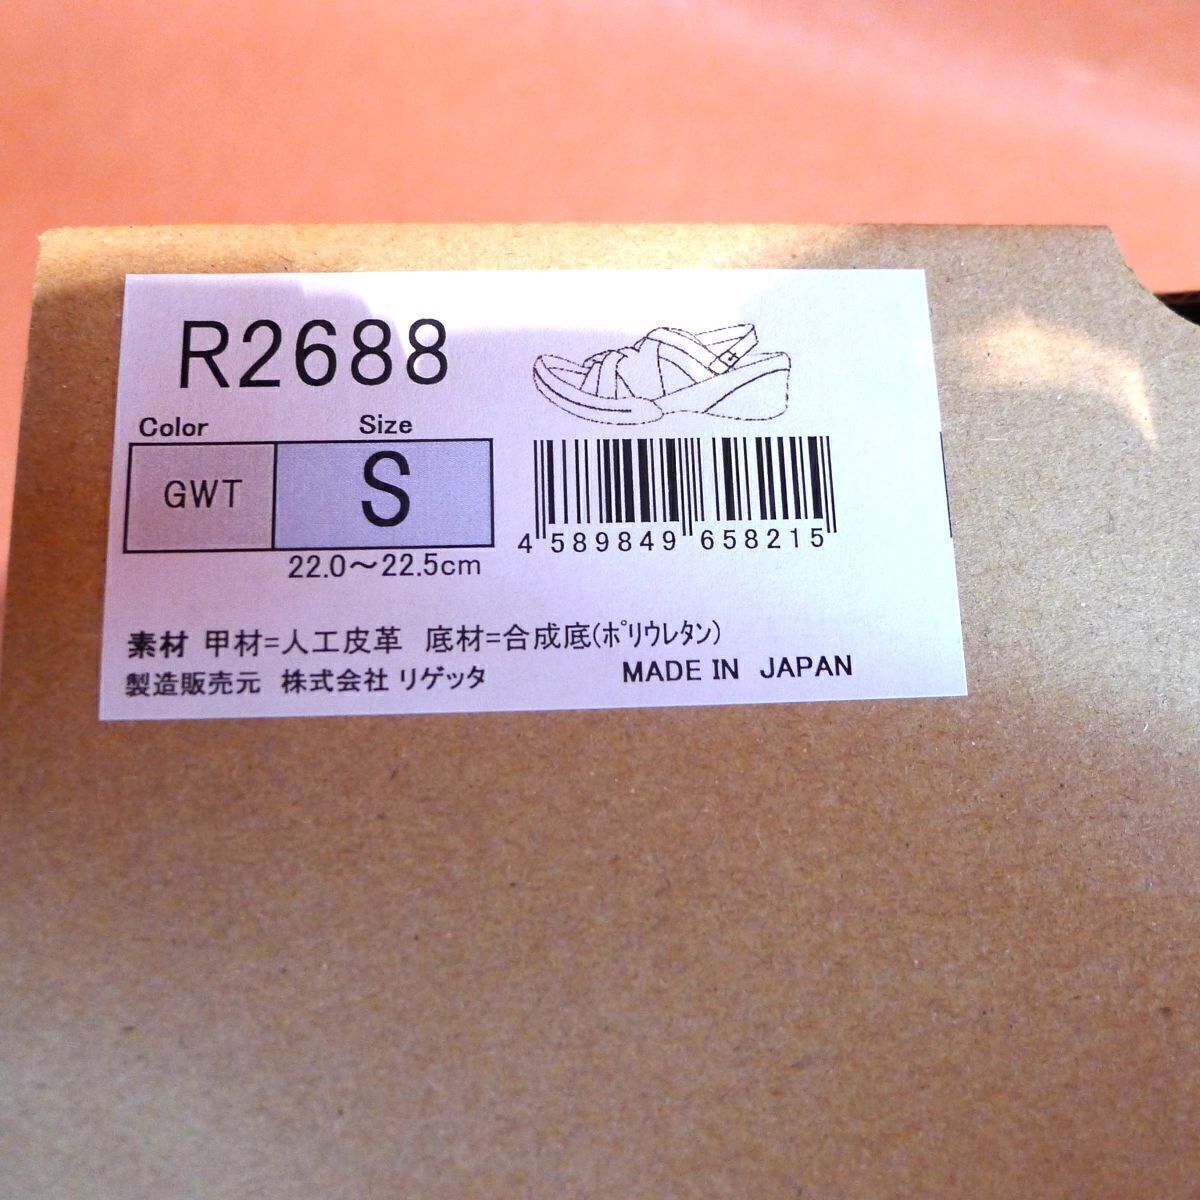 R2688
Color Size
GWT S
22.0～22.5cm
4 589849 658215
素材 甲材=人工皮革 底材=合成底(ﾎﾟﾘｳﾚﾀﾝ)
製造販売元 株式会社 リゲッタ MADE IN JAPAN